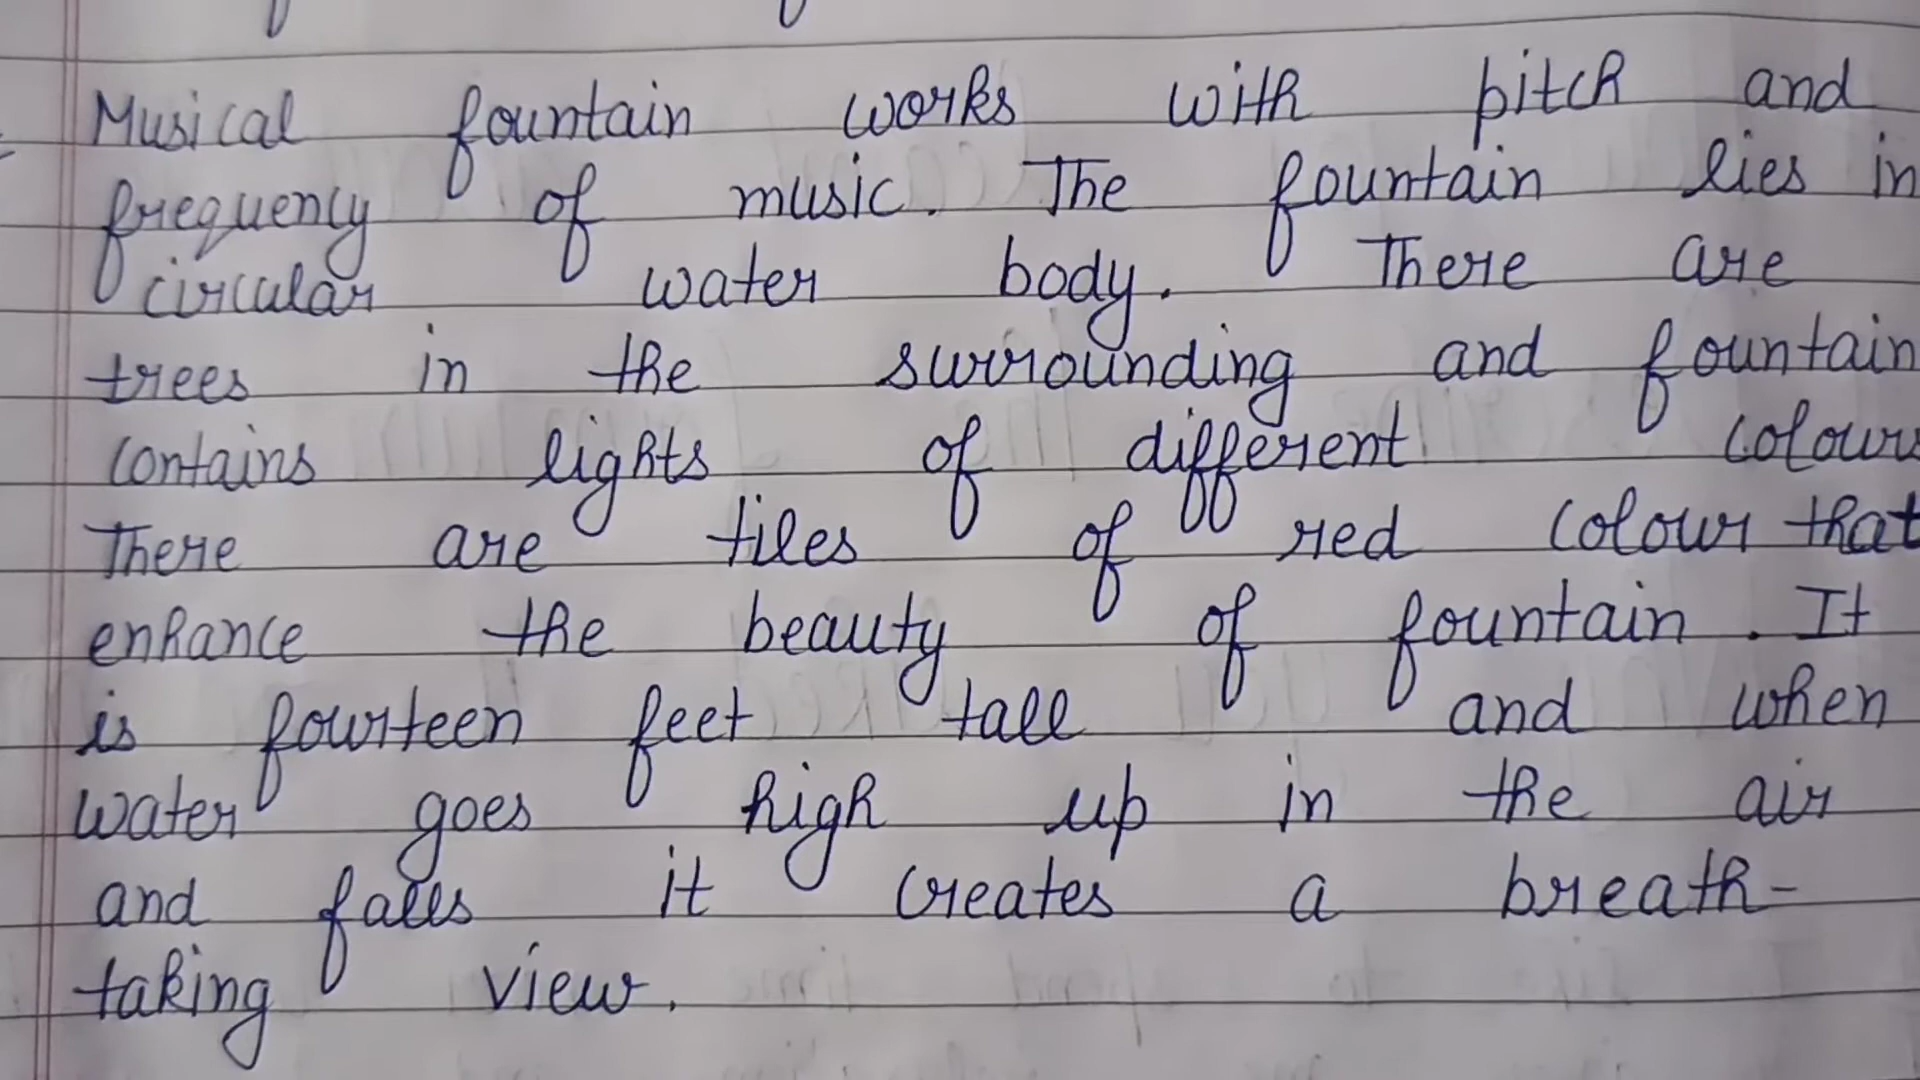 Musical fountain works with pitch and
frequency of music. The fountain lies in
circular water body. There are
trees in the surrounding and fountain
contains lights of different colours
There are tiles of red colour that
enhance the beauty of fountain. It
is fourteen feet tall and when
water goes high up in the air
and falls it creates a breath-
taking view.